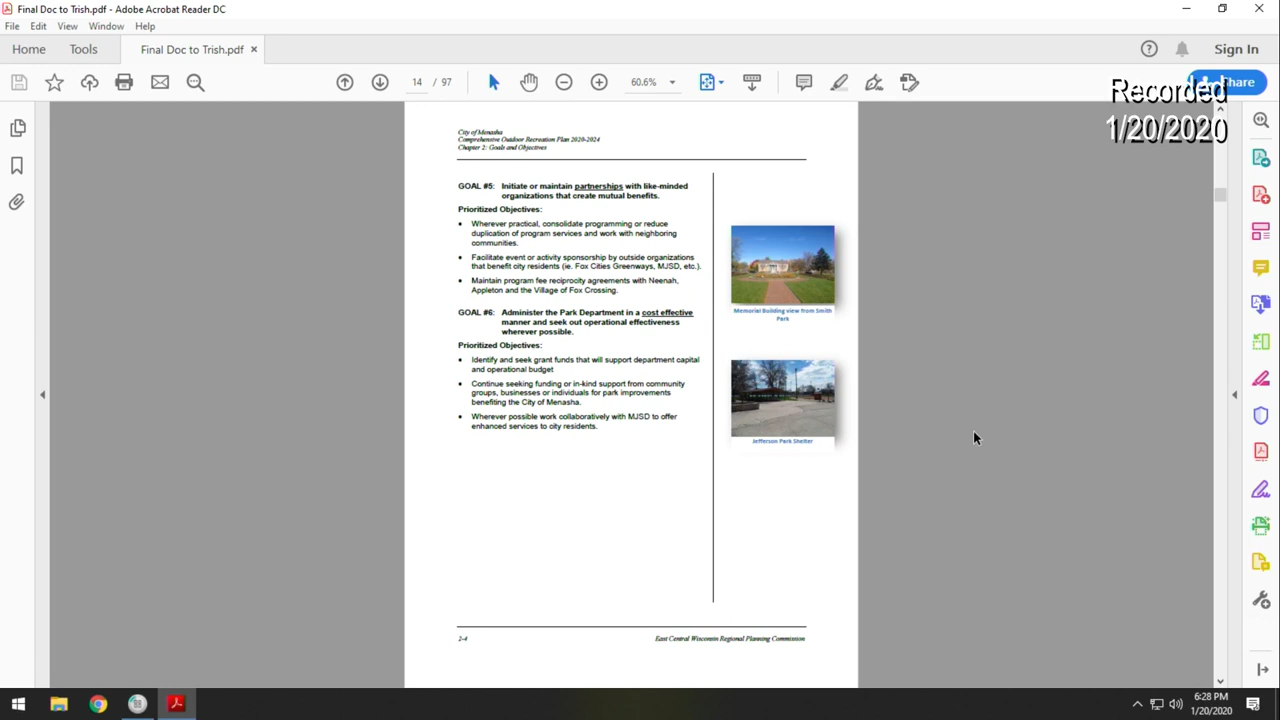 Final Doc to Trish.pdf - Adobe Acrobat Reader DC
File Edit View Window Help
Home Tools Final Doc to Trish.pdf × Sign In
14 / 97 60.6% Share
Recorded
1/20/2020
City of Menasha
Comprehensive Outdoor Recreation Plan 2020-2024
Chapter 2: Goals and Objectives
GOAL #5: Initiate or maintain partnerships with like-minded
organizations that create mutual benefits.
Prioritized Objectives:
• Wherever practical, consolidate programming or reduce
duplication of program services and work with neighboring
communities.
• Facilitate event or activity sponsorship by outside organizations
that benefit city residents (ie. Fox Cities Greenways, MJSD, etc.).
• Maintain program fee reciprocity agreements with Neenah,
Appleton and the Village of Fox Crossing.
GOAL #6: Administer the Park Department in a cost effective
manner and seek out operational effectiveness
wherever possible.
Prioritized Objectives:
• Identify and seek grant funds that will support department capital
and operational budget
• Continue seeking funding or in-kind support from community
groups, businesses or individuals for park improvements
benefiting the City of Menasha.
• Wherever possible work collaboratively with MJSD to offer
enhanced services to city residents.
Memorial Building view from Smith
Park
Jefferson Park Shelter
2-4 East Central Wisconsin Regional Planning Commission
6:28 PM
1/20/2020